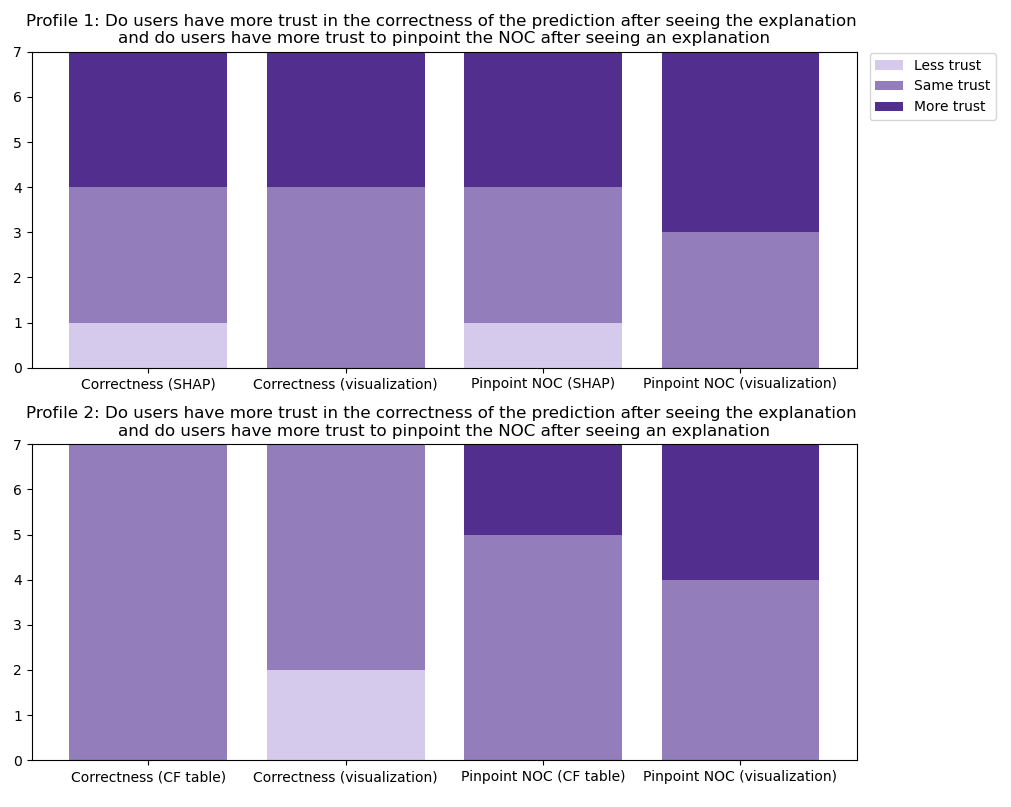 Profile 1: Do users have more trust in the correctness of the prediction after seeing the explanation
and do users have more trust to pinpoint the NOC after seeing an explanation
7
6
5
4
3
2
1
0
Correctness (SHAP) Correctness (visualization) Pinpoint NOC (SHAP) Pinpoint NOC (visualization)
Less trust
Same trust
More trust
Profile 2: Do users have more trust in the correctness of the prediction after seeing the explanation
and do users have more trust to pinpoint the NOC after seeing an explanation
7
6
5
4
3
2
1
0
Correctness (CF table) Correctness (visualization) Pinpoint NOC (CF table) Pinpoint NOC (visualization)